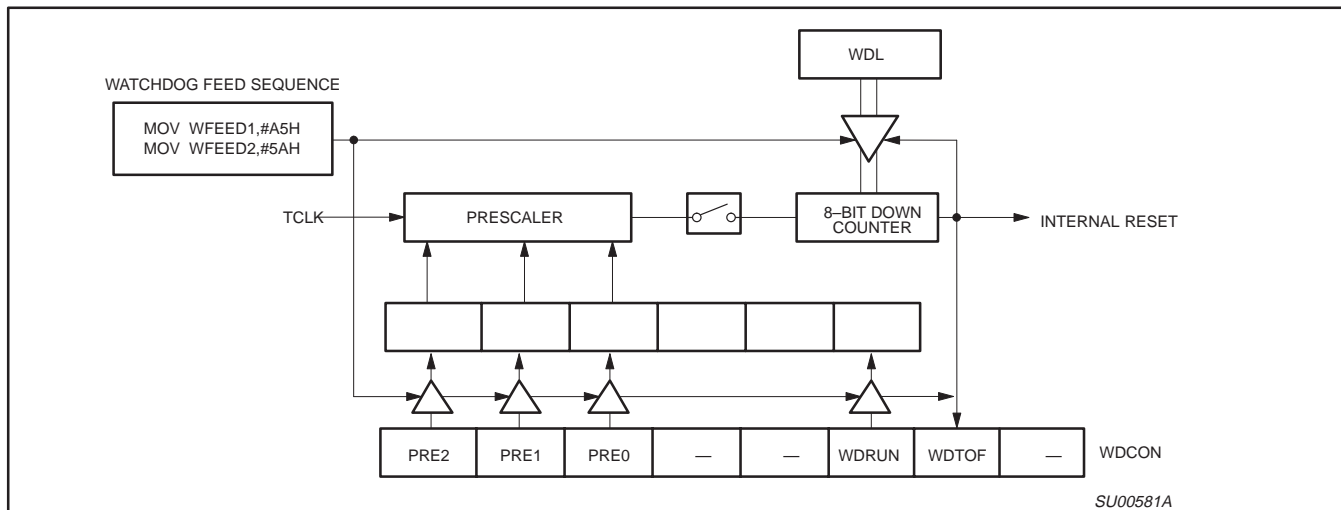 WDL
WATCHDOG FEED SEQUENCE
MOV WFEED1,#A5H
MOV WFEED2,#5AH
TCLK
PRESCALER
8–BIT DOWN
COUNTER
INTERNAL RESET
PRE2 PRE1 PRE0 — — WDRUN WDTOF — WDCON
SU00581A